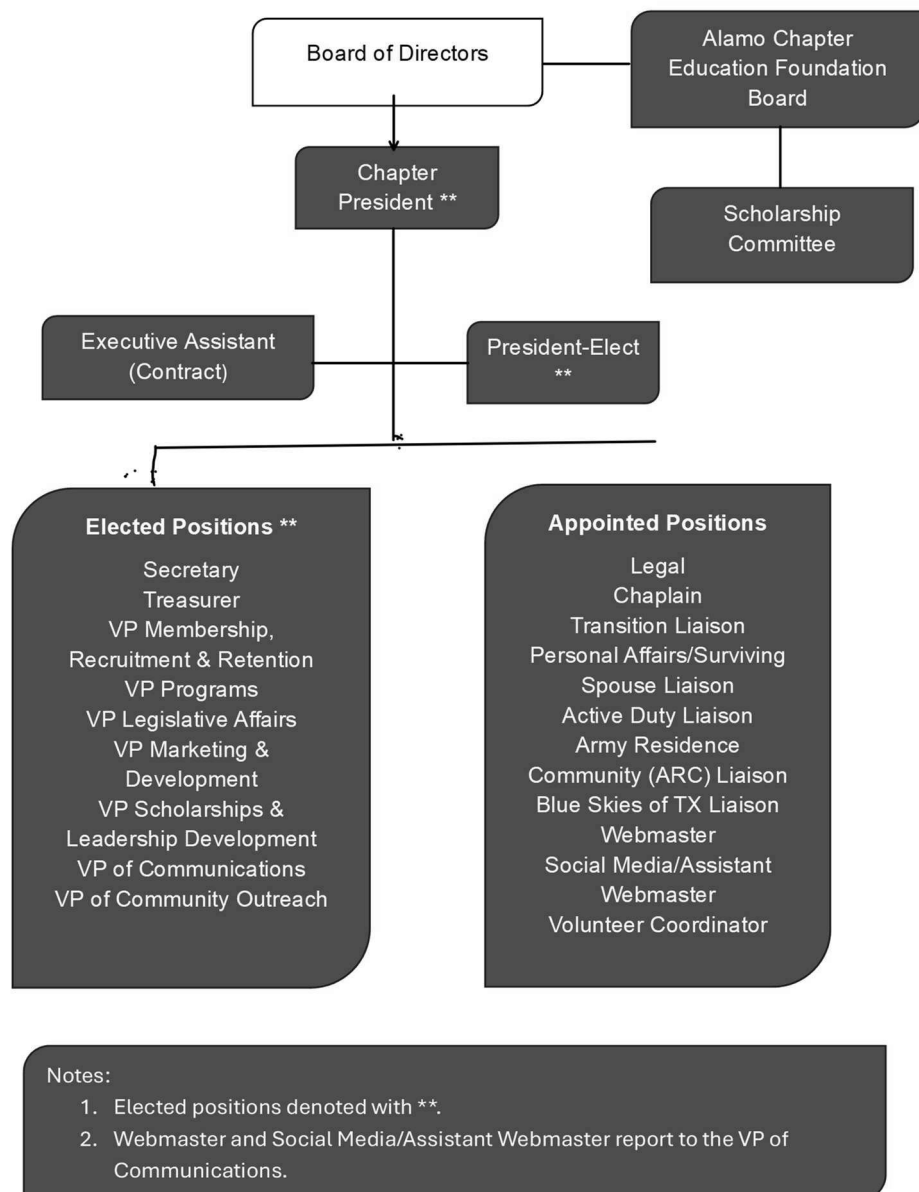 Board of Directors
Alamo Chapter
Education Foundation
Board
Chapter
President **
Scholarship
Committee
Executive Assistant
(Contract)
President-Elect
**
Elected Positions **
Secretary
Treasurer
VP Membership,
Recruitment & Retention
VP Programs
VP Legislative Affairs
VP Marketing &
Development
VP Scholarships &
Leadership Development
VP of Communications
VP of Community Outreach
Appointed Positions
Legal
Chaplain
Transition Liaison
Personal Affairs/Surviving
Spouse Liaison
Active Duty Liaison
Army Residence
Community (ARC) Liaison
Blue Skies of TX Liaison
Webmaster
Social Media/Assistant
Webmaster
Volunteer Coordinator
Notes:
1. Elected positions denoted with **.
2. Webmaster and Social Media/Assistant Webmaster report to the VP of
Communications.